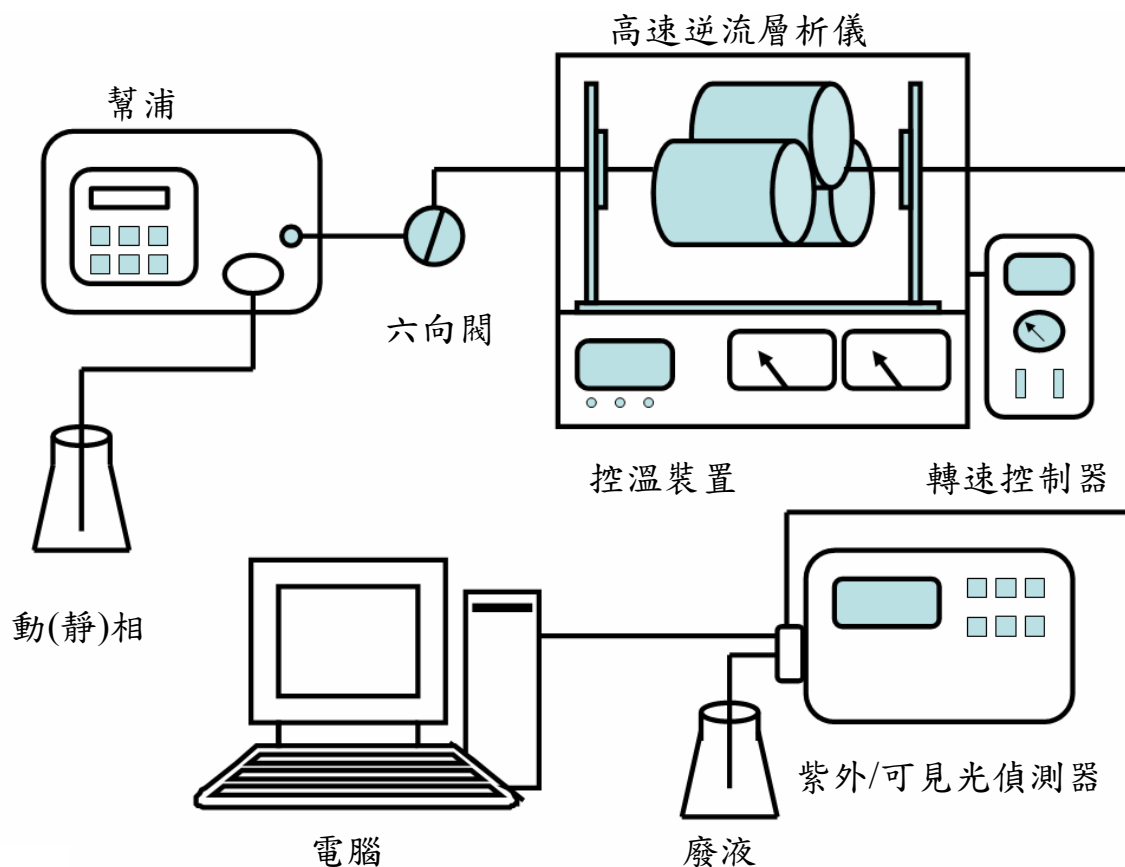 高速逆流層析儀
幫浦
六向閥
控溫裝置
轉速控制器
動(靜)相
紫外/可見光偵測器
電腦
廢液